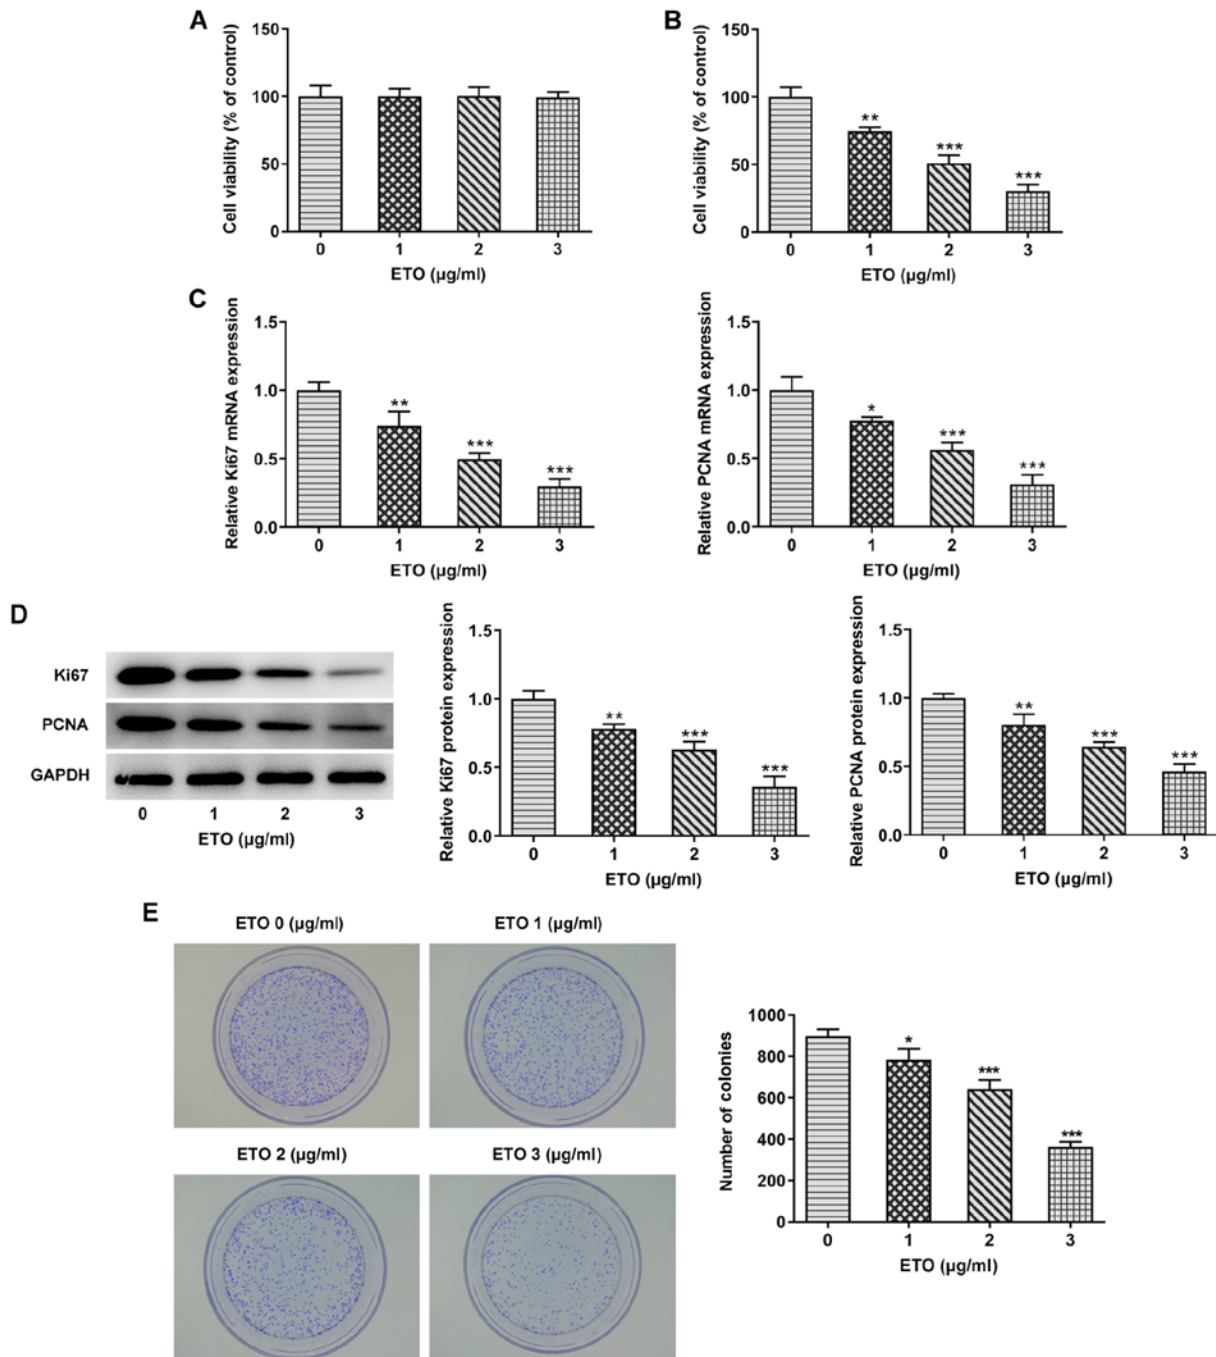 A
Cell viability (% of control)
150
100
50
0
0 1 2 3
ETO (µg/ml)
B
Cell viability (% of control)
150
100
50
0
** *** ***
0 1 2 3
ETO (µg/ml)
C
Relative Ki67 mRNA expression
1.5
1.0
0.5
0.0
** *** ***
0 1 2 3
ETO (µg/ml)
Relative PCNA mRNA expression
1.5
1.0
0.5
0.0
* *** ***
0 1 2 3
ETO (µg/ml)
D
Ki67
PCNA
GAPDH
0 1 2 3
ETO (µg/ml)
Relative Ki67 protein expression
1.5
1.0
0.5
0.0
** *** ***
0 1 2 3
ETO (µg/ml)
Relative PCNA protein expression
1.5
1.0
0.5
0.0
** *** ***
0 1 2 3
ETO (µg/ml)
E
ETO 0 (µg/ml) ETO 1 (µg/ml)
ETO 2 (µg/ml) ETO 3 (µg/ml)
Number of colonies
1000
800
600
400
200
0
* *** ***
0 1 2 3
ETO (µg/ml)